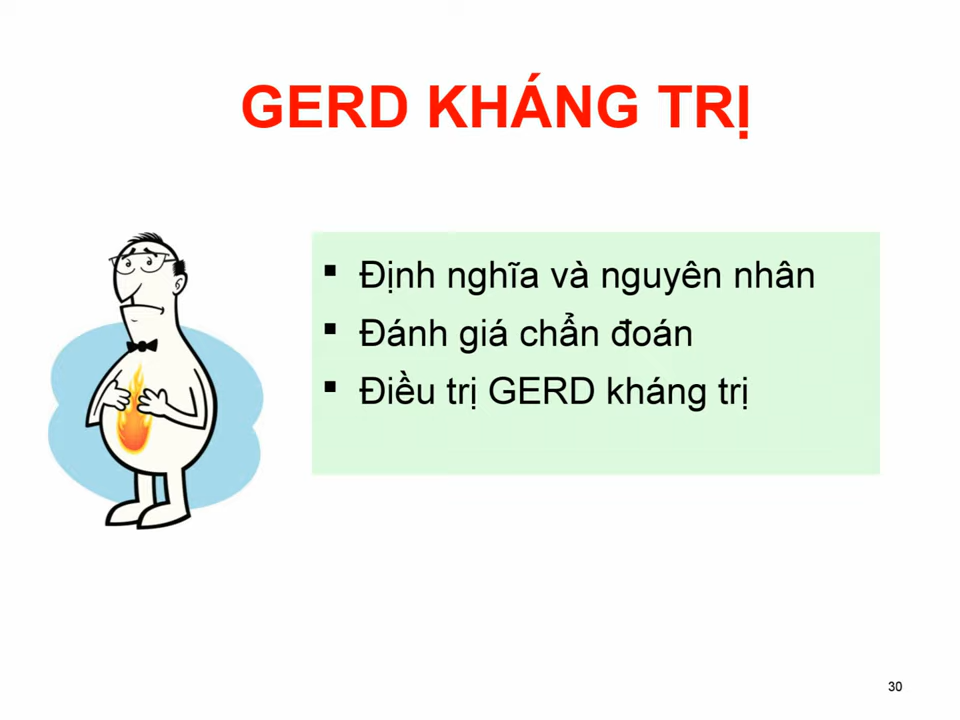 GERD KHÁNG TRỊ
▪ Định nghĩa và nguyên nhân
▪ Đánh giá chẩn đoán
▪ Điều trị GERD kháng trị
30